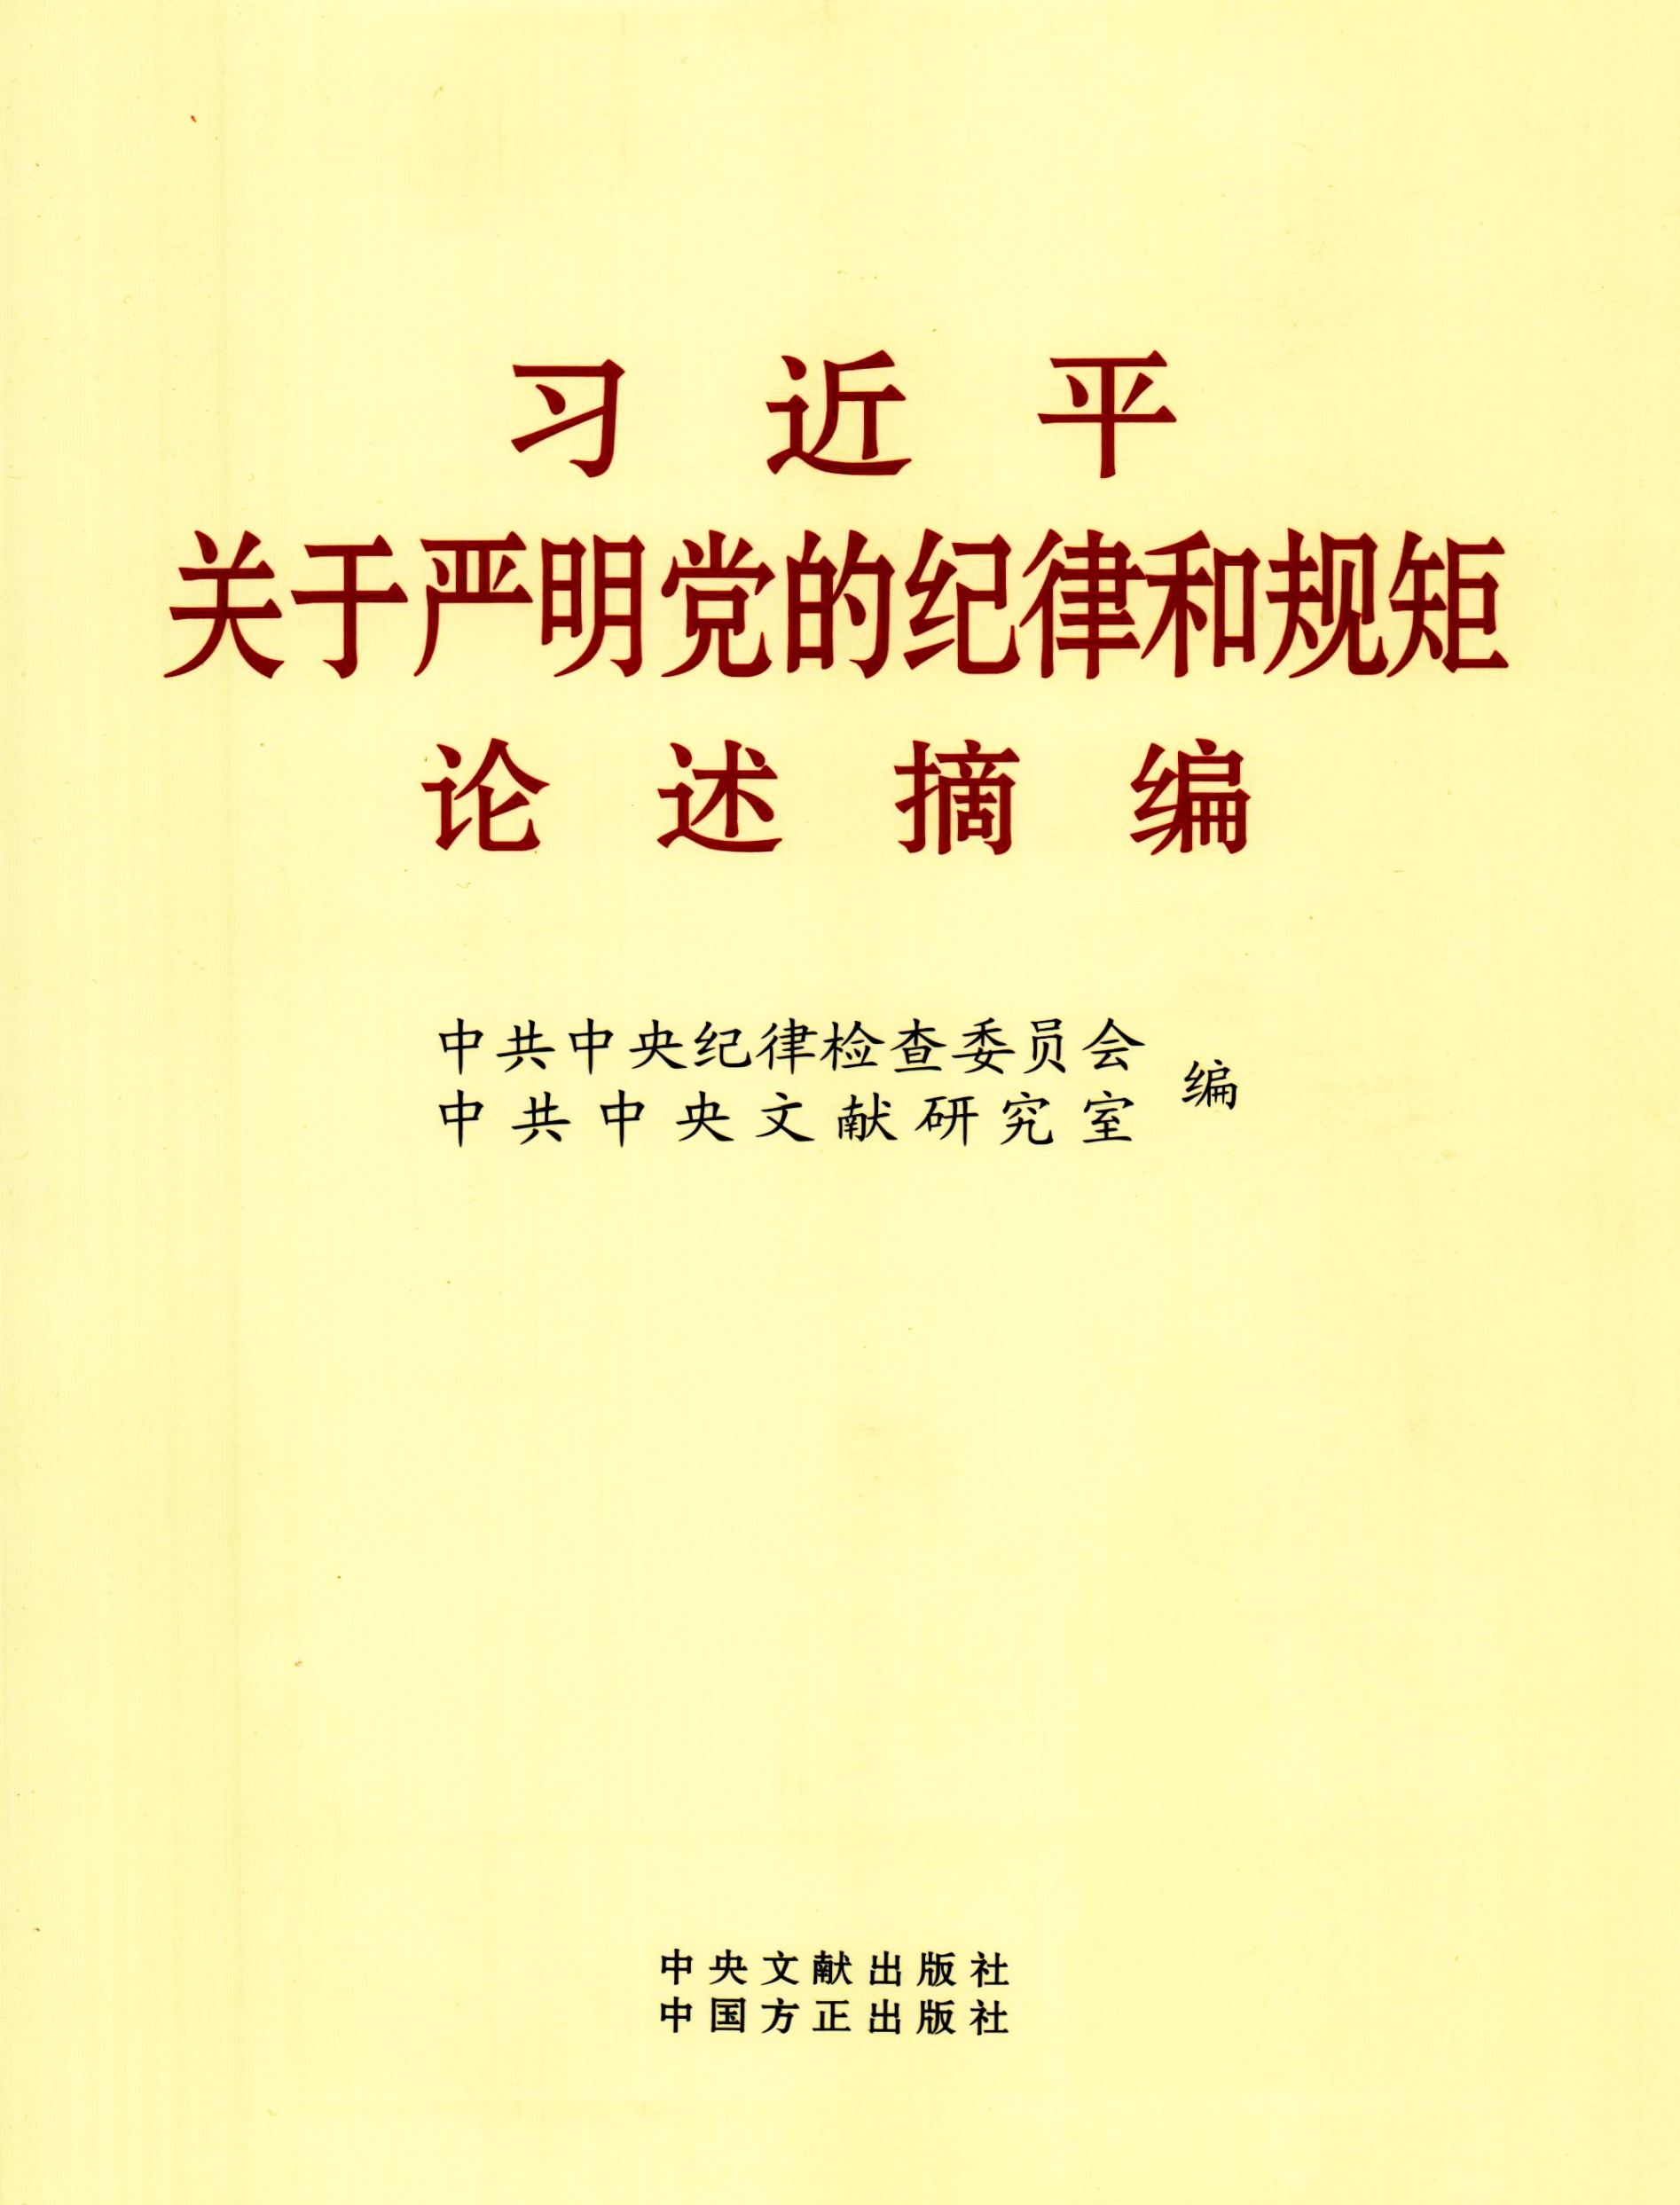 习近平
关于严明党的纪律和规矩
论述摘编
中共中央纪律检查委员会
中共中央文献研究室
编
中央文献出版社
中国方正出版社